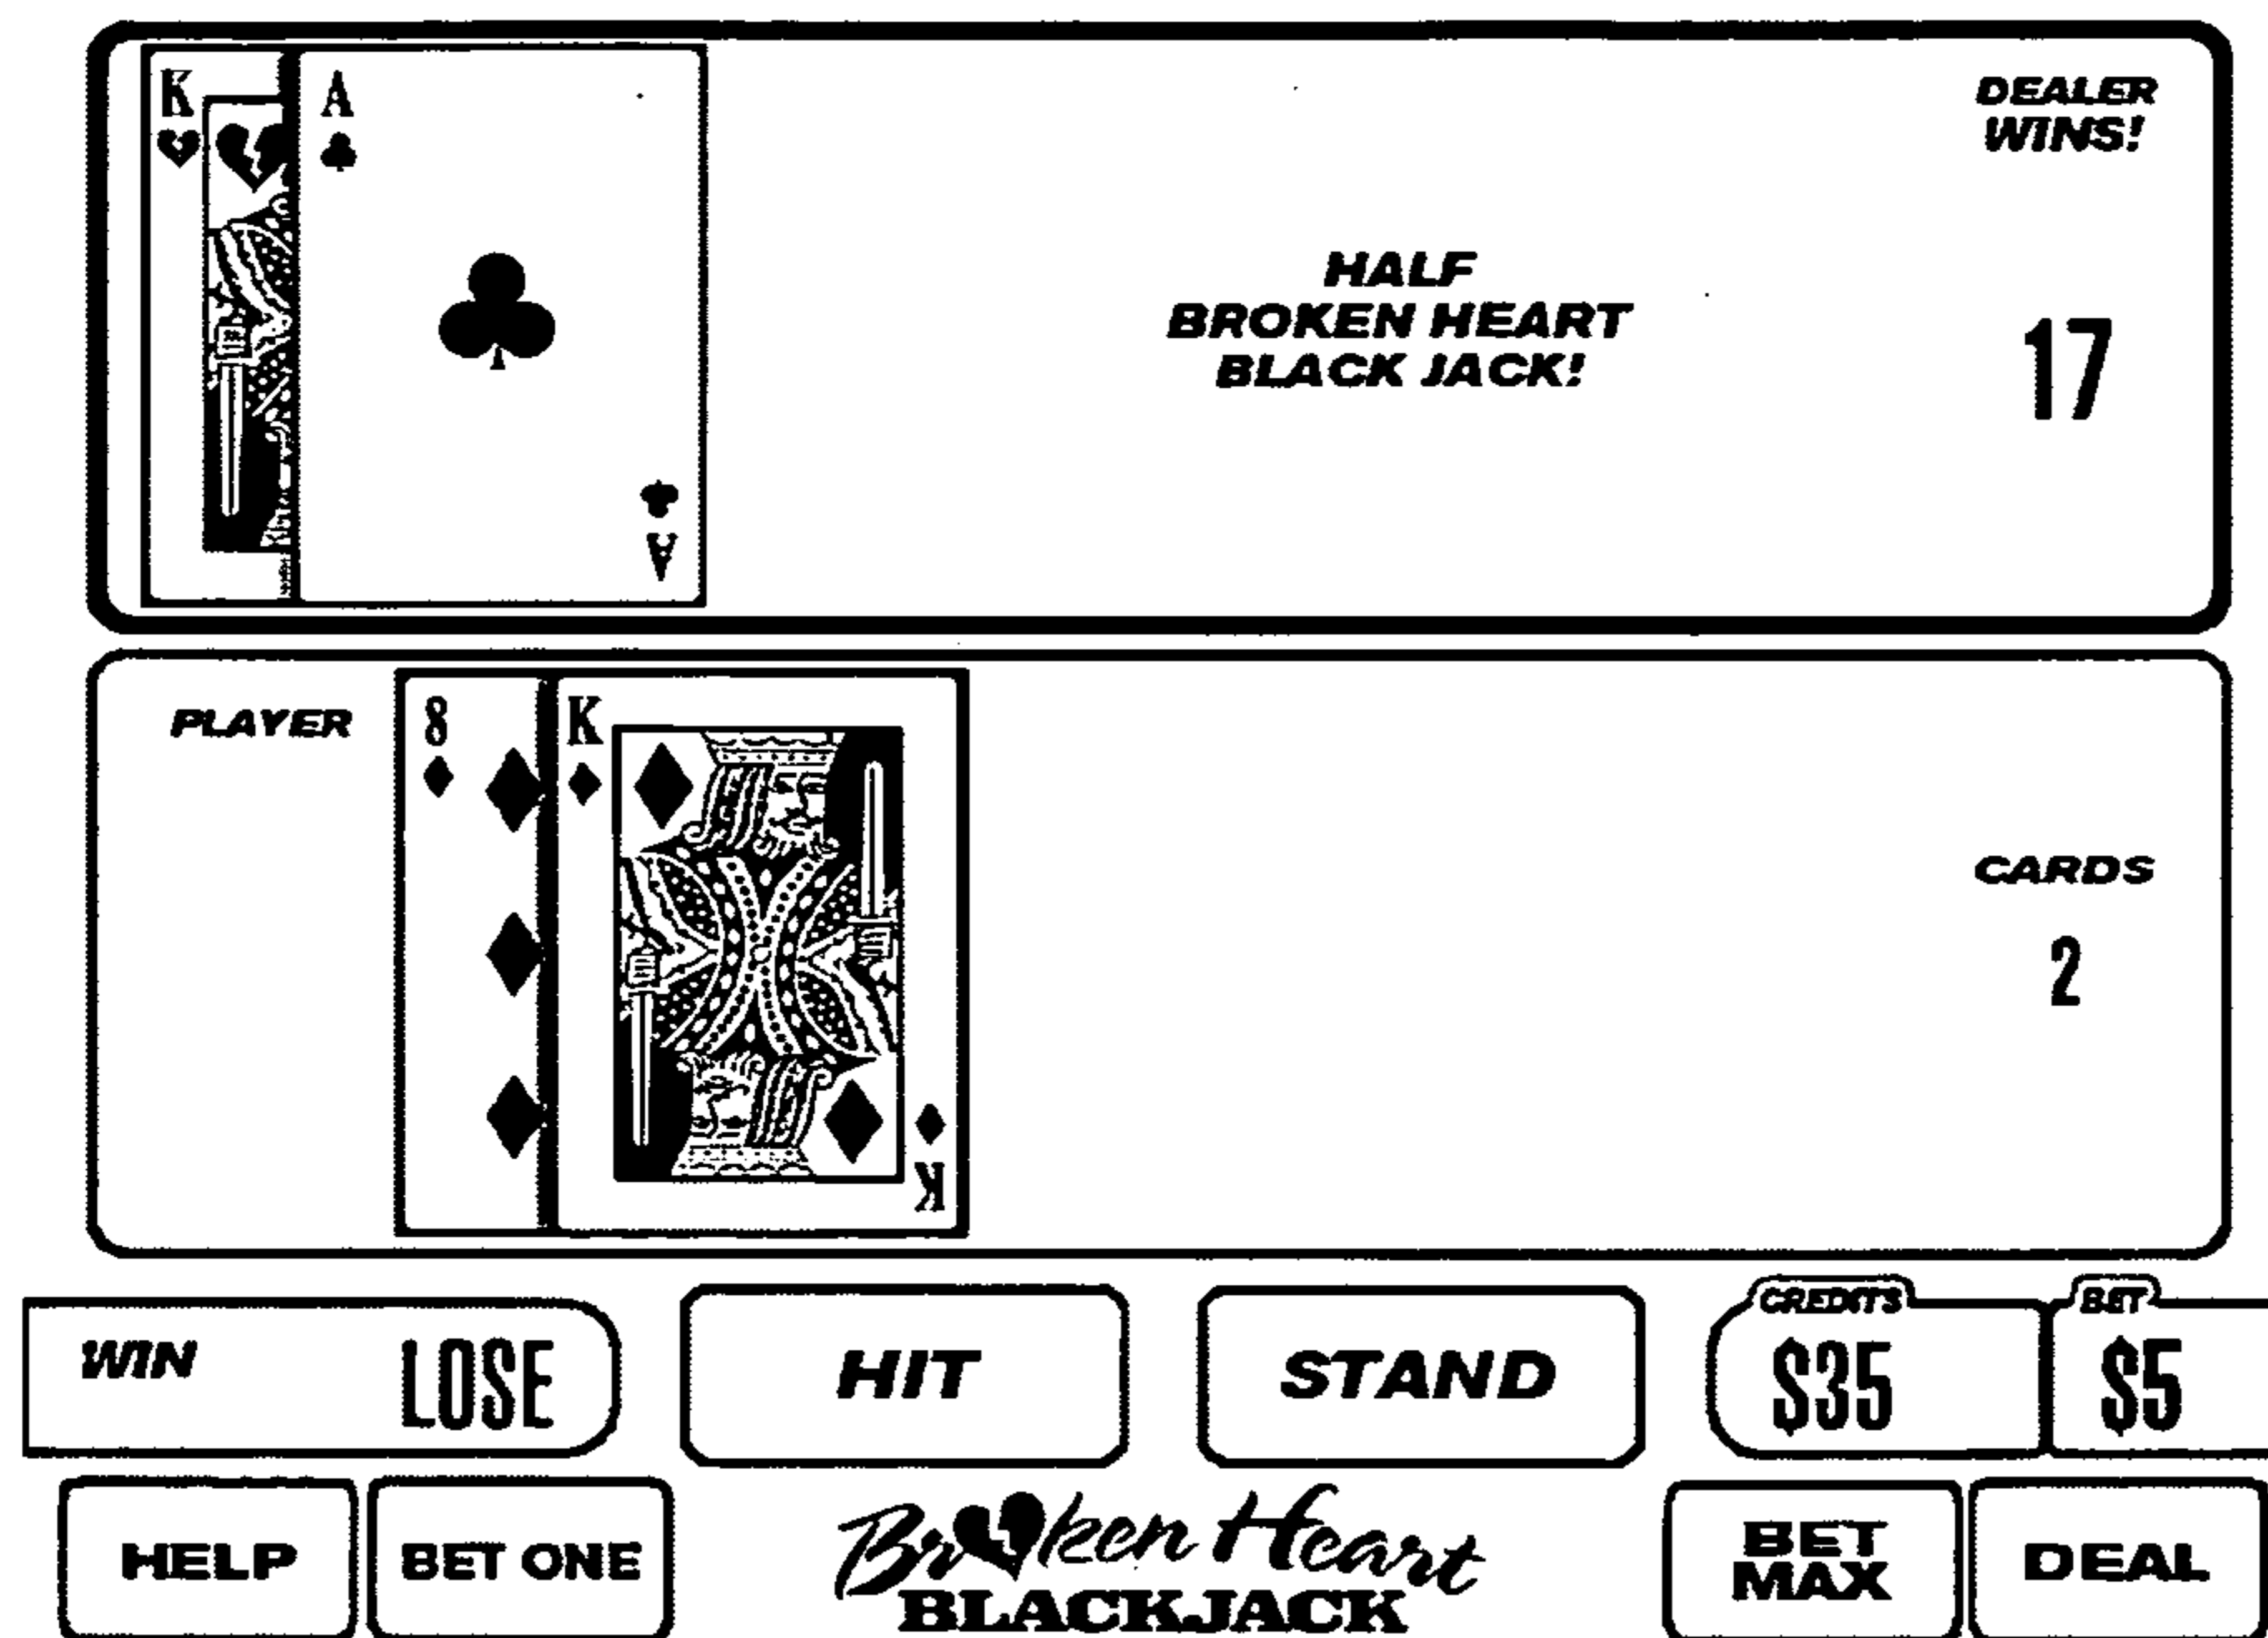 K
A
DEALER
WINS!
HALF
BROKEN HEART
BLACK JACK!
17
A
PLAYER
8
K
CARDS
2
K
WIN
LOSE
HIT
STAND
CREDITS
$35
BET
$5
HELP
BET ONE
Broken Heart
BLACKJACK
BET
MAX
DEAL